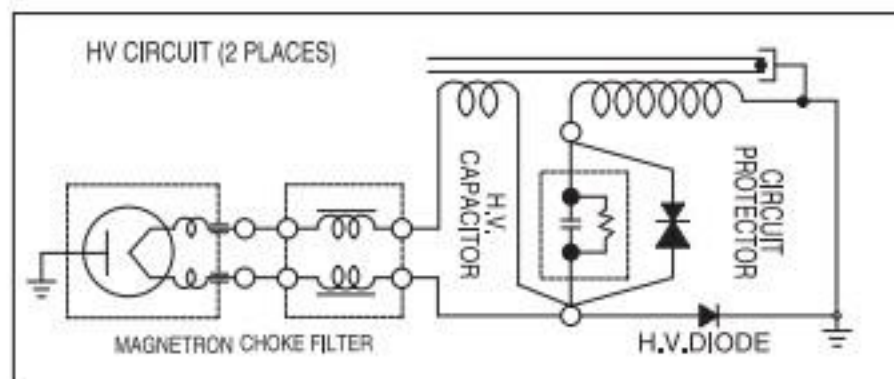 HV CIRCUIT (2 PLACES)
H.V.
CAPACITOR
CIRCUIT
PROTECTOR
MAGNETRON CHOKE FILTER
H.V.DIODE